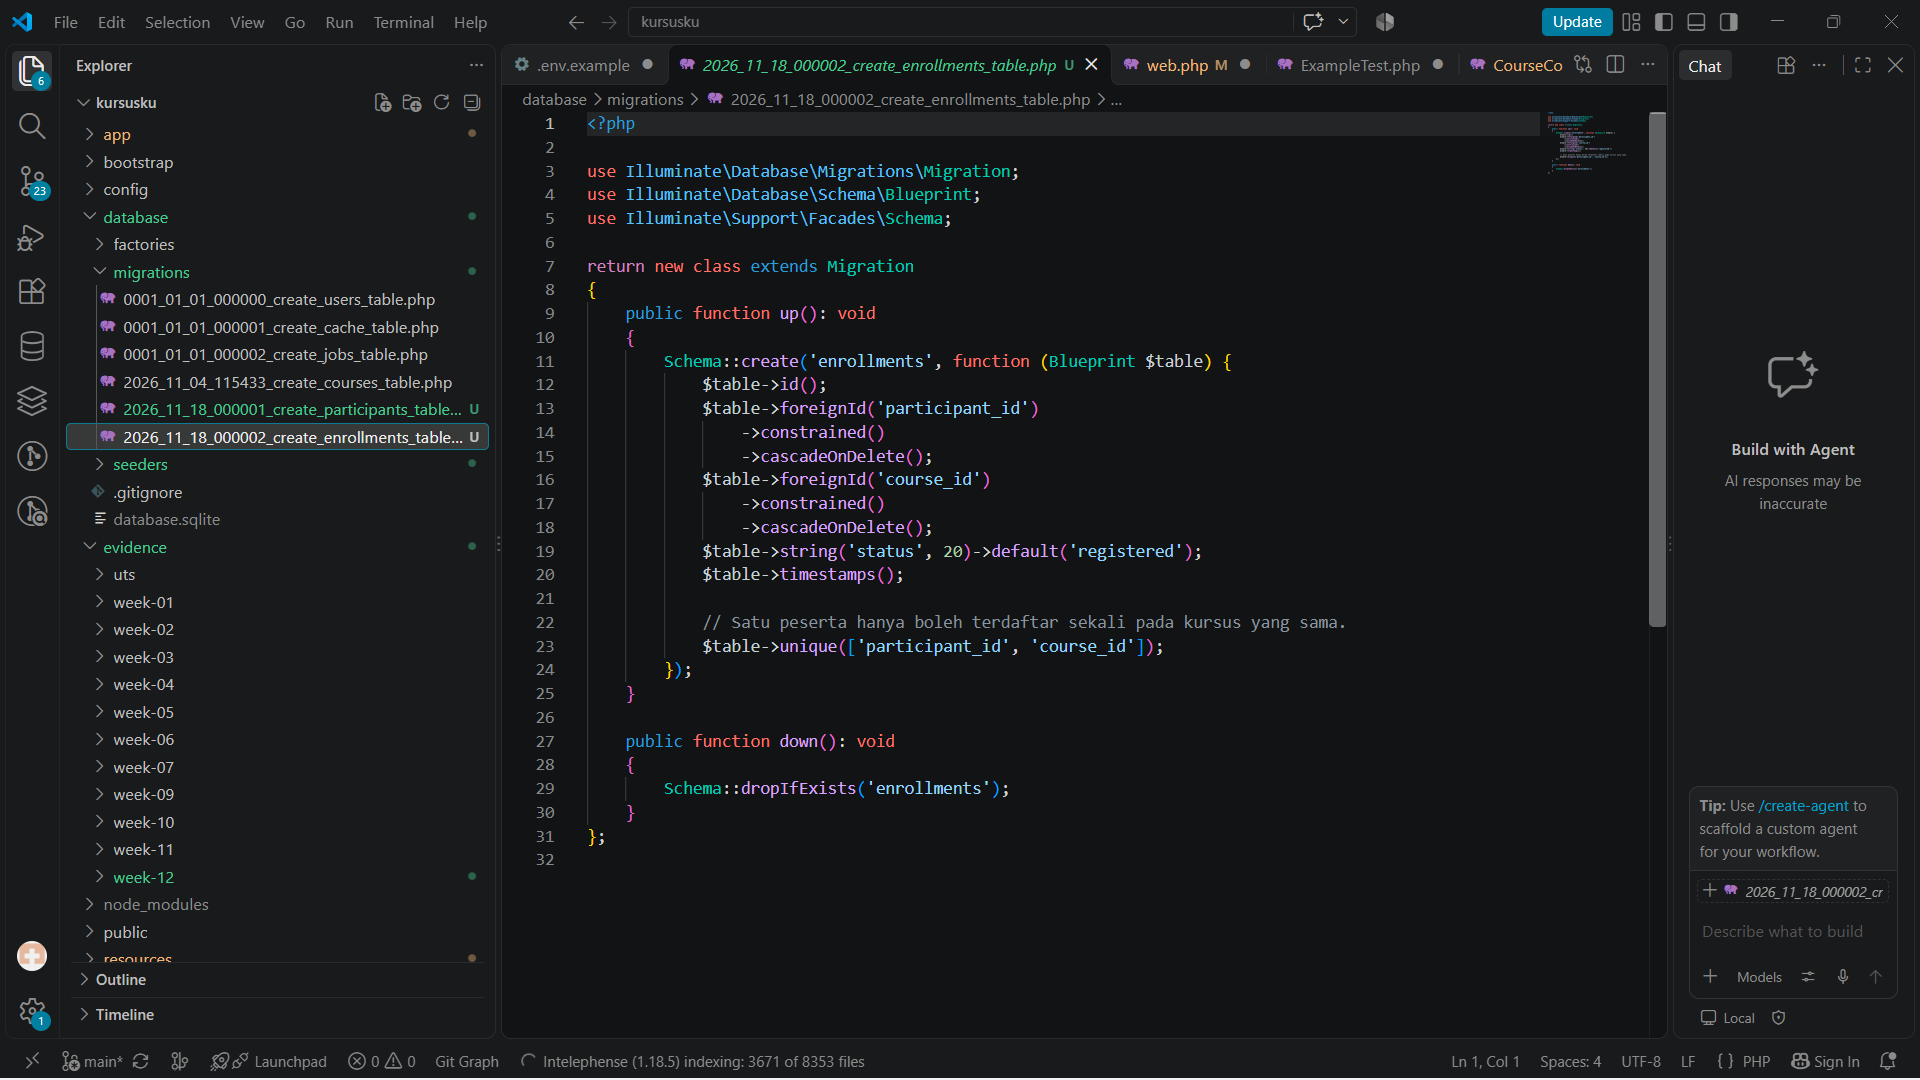 File Edit Selection View Go Run Terminal Help
kursusku
Update
Explorer
kursusku
app
bootstrap
config
database
factories
migrations
0001_01_01_000000_create_users_table.php
0001_01_01_000001_create_cache_table.php
0001_01_01_000002_create_jobs_table.php
2026_11_04_115433_create_courses_table.php
2026_11_18_000001_create_participants_table... U
2026_11_18_000002_create_enrollments_table... U
seeders
.gitignore
database.sqlite
evidence
uts
week-01
week-02
week-03
week-04
week-05
week-06
week-07
week-09
week-10
week-11
week-12
node_modules
public
resources
Outline
Timeline
6
23
1
.env.example
2026_11_18_000002_create_enrollments_table.php U
web.php M
ExampleTest.php
CourseCo
database > migrations > 2026_11_18_000002_create_enrollments_table.php > ...
1 <?php
2
3 use Illuminate\Database\Migrations\Migration;
4 use Illuminate\Database\Schema\Blueprint;
5 use Illuminate\Support\Facades\Schema;
6
7 return new class extends Migration
8 {
9 public function up(): void
10 {
11 Schema::create('enrollments', function (Blueprint $table) {
12 $table->id();
13 $table->foreignId('participant_id')
14 ->constrained()
15 ->cascadeOnDelete();
16 $table->foreignId('course_id')
17 ->constrained()
18 ->cascadeOnDelete();
19 $table->string('status', 20)->default('registered');
20 $table->timestamps();
21
22 // Satu peserta hanya boleh terdaftar sekali pada kursus yang sama.
23 $table->unique(['participant_id', 'course_id']);
24 });
25 }
26
27 public function down(): void
28 {
29 Schema::dropIfExists('enrollments');
30 }
31 };
32
Chat
Build with Agent
AI responses may be
inaccurate
Tip: Use /create-agent to
scaffold a custom agent
for your workflow.
2026_11_18_000002_cr
Describe what to build
Models
Local
main*
Launchpad
0 0
Git Graph
Intelephense (1.18.5) indexing: 3671 of 8353 files
Ln 1, Col 1
Spaces: 4
UTF-8
LF
{ } PHP
Sign In